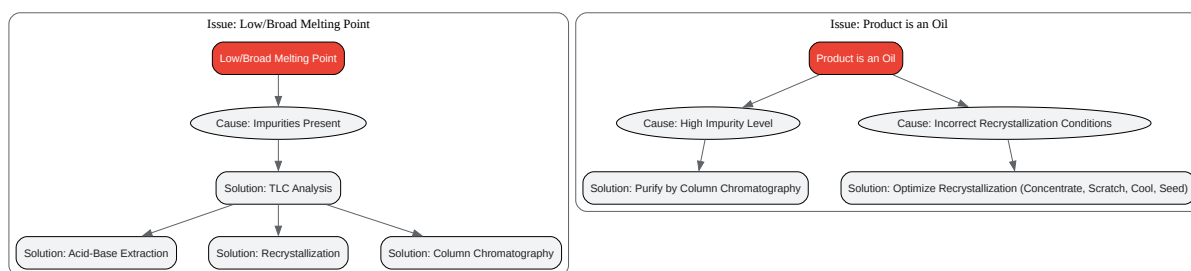 Issue: Low/Broad Melting Point
Low/Broad Melting Point
Cause: Impurities Present
Solution: TLC Analysis
Solution: Acid-Base Extraction
Solution: Recrystallization
Solution: Column Chromatography
Issue: Product is an Oil
Product is an Oil
Cause: High Impurity Level
Cause: Incorrect Recrystallization Conditions
Solution: Purify by Column Chromatography
Solution: Optimize Recrystallization (Concentrate, Scratch, Cool, Seed)